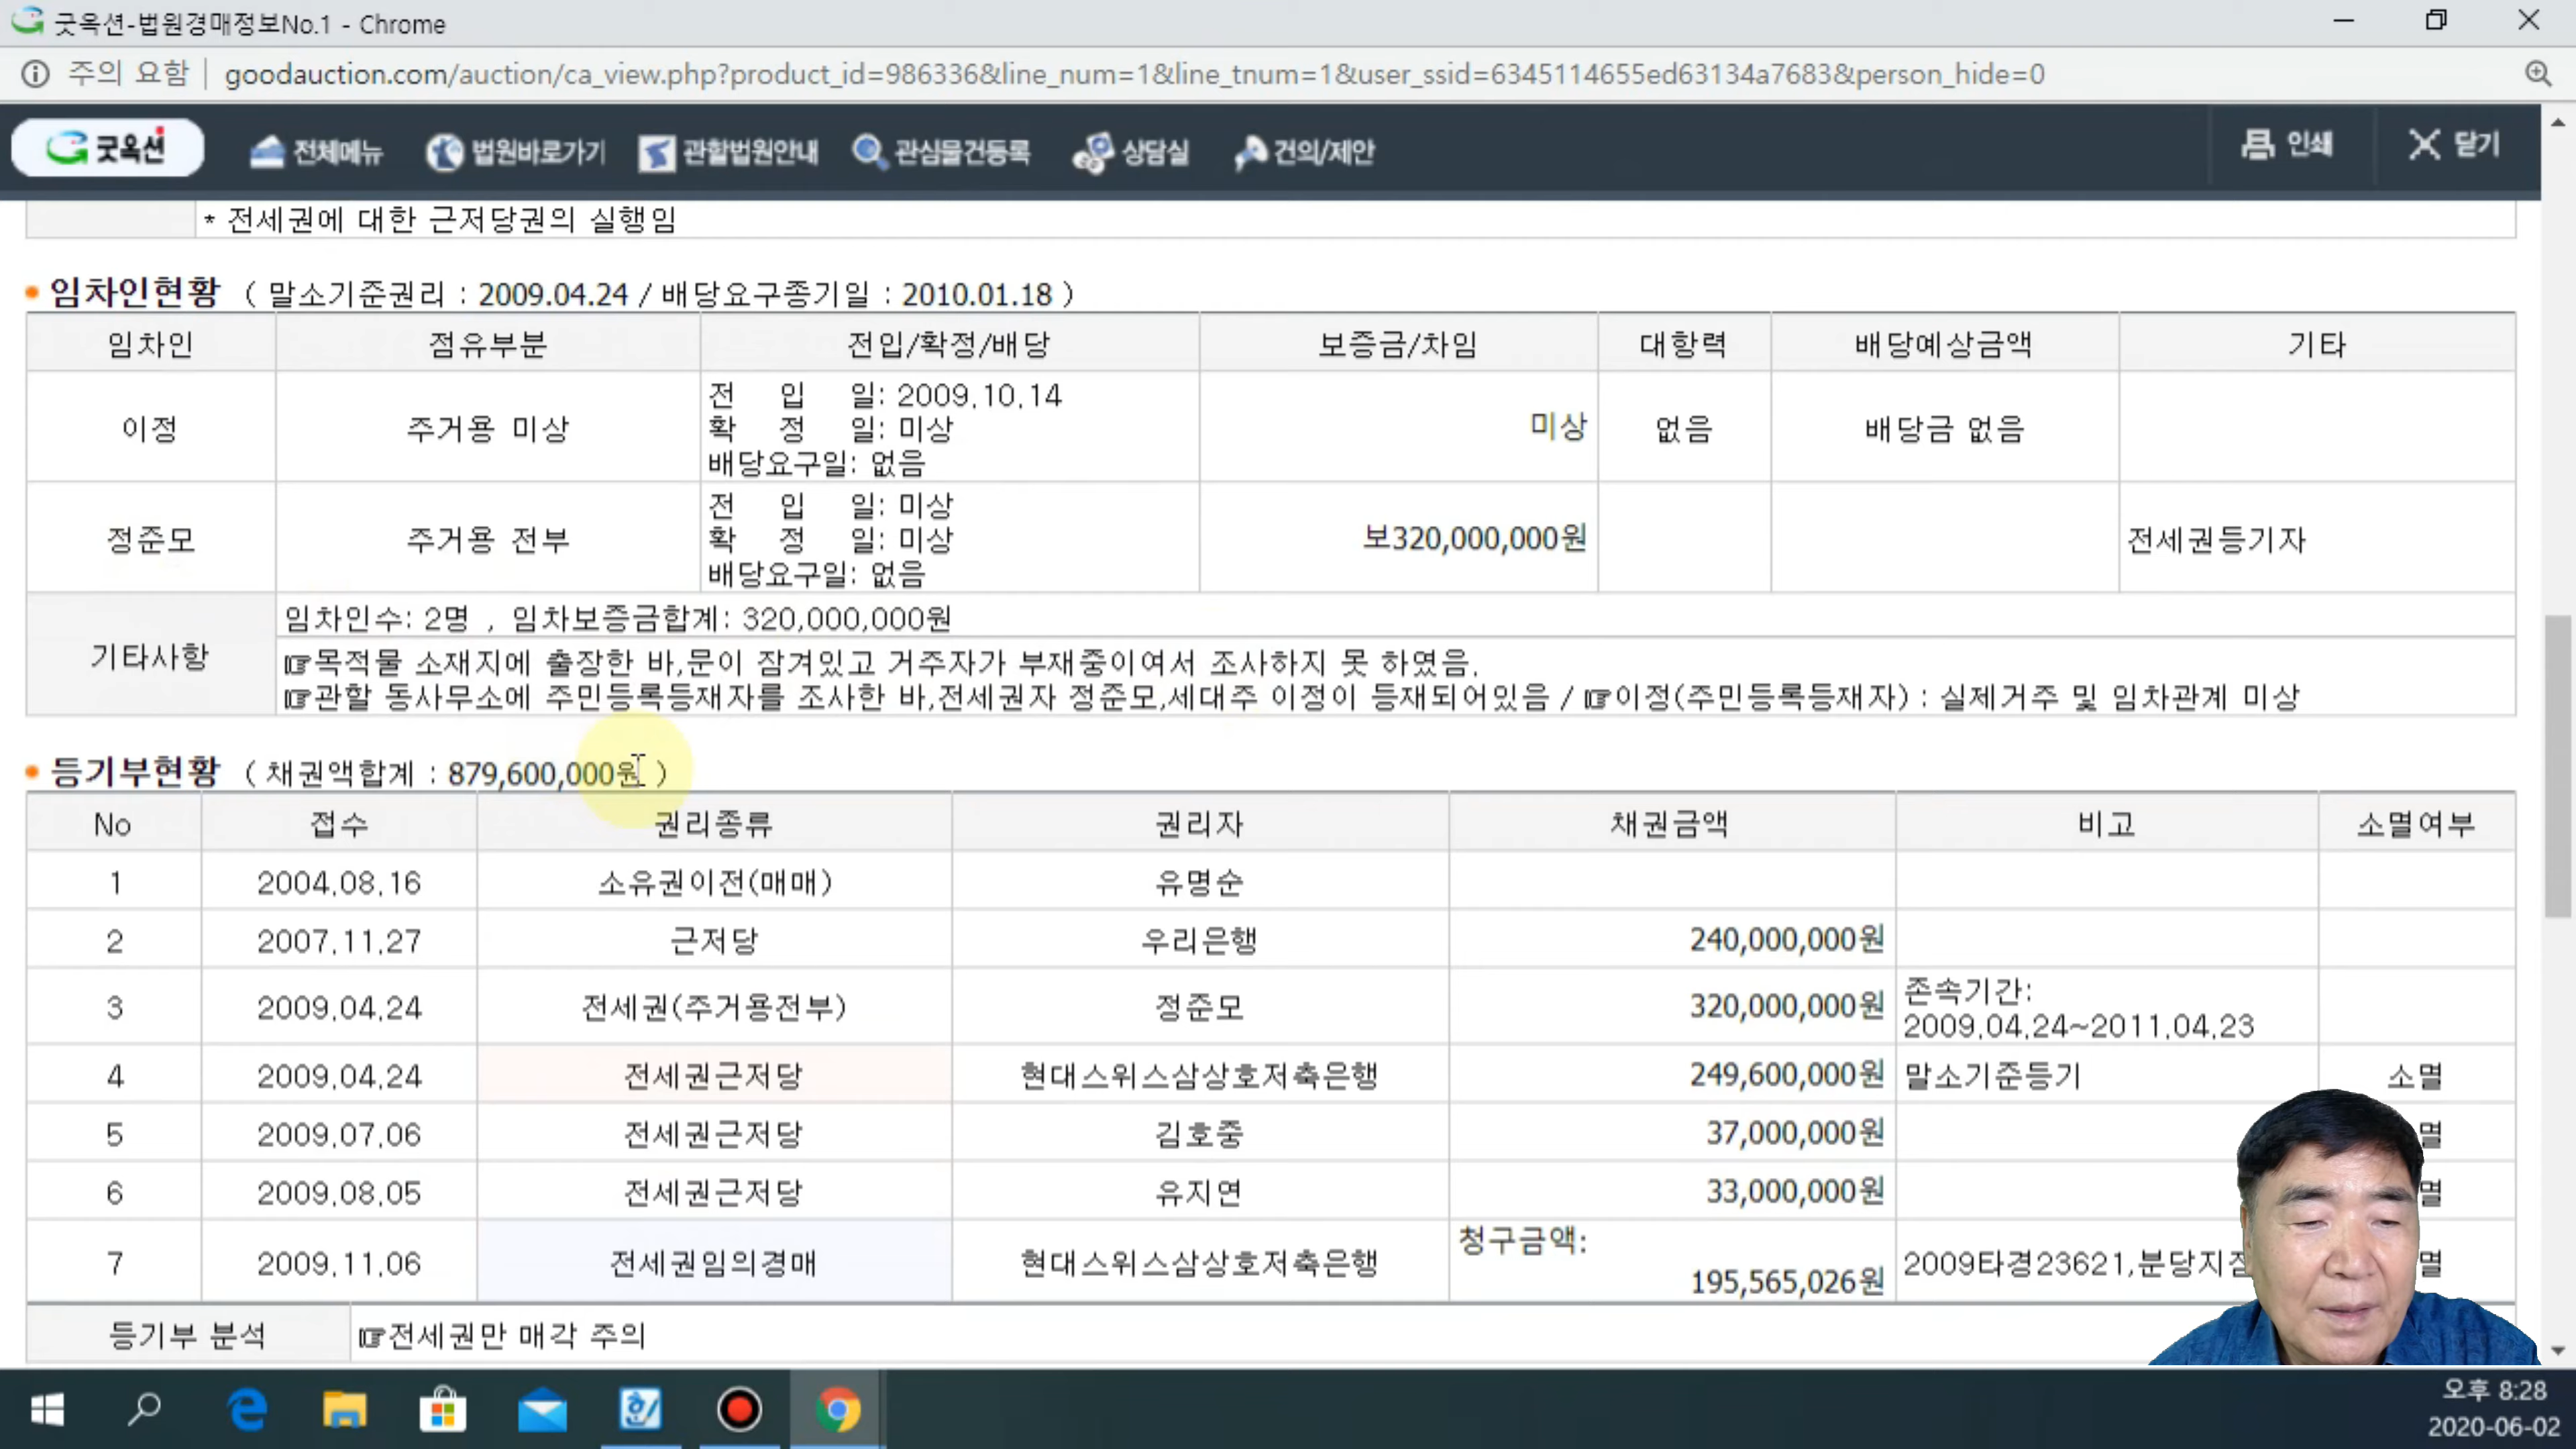 굿옥션-법원경매정보No.1 - Chrome
주의 요함 | goodauction.com/auction/ca_view.php?product_id=986336&line_num=1&line_tnum=1&user_ssid=6345114655ed63134a7683&person_hide=0
굿옥션 전체메뉴 법원바로가기 관할법원안내 관심물건등록 상담실 건의/제안 인쇄 닫기
* 전세권에 대한 근저당권의 실행임
• 임차인현황 ( 말소기준권리 : 2009.04.24 / 배당요구종기일 : 2010.01.18 )
임차인 점유부분 전입/확정/배당 보증금/차임 대항력 배당예상금액 기타
이정 주거용 미상 전 입 일: 2009.10.14 미상 없음 배당금 없음
확 정 일: 미상
배당요구일: 없음
정준모 주거용 전부 전 입 일: 미상 보320,000,000원 전세권등기자
확 정 일: 미상
배당요구일: 없음
기타사항 임차인수: 2명 , 임차보증금합계: 320,000,000원
☞목적물 소재지에 출장한 바,문이 잠겨있고 거주자가 부재중이여서 조사하지 못 하였음.
☞관할 동사무소에 주민등록등재자를 조사한 바,전세권자 정준모,세대주 이정이 등재되어있음 / ☞이정(주민등록등재자) : 실제거주 및 임차관계 미상
• 등기부현황 ( 채권액합계 : 879,600,000원 )
No 접수 권리종류 권리자 채권금액 비고 소멸여부
1 2004.08.16 소유권이전(매매) 유명순
2 2007.11.27 근저당 우리은행 240,000,000원
3 2009.04.24 전세권(주거용전부) 정준모 320,000,000원 존속기간:
2009.04.24~2011.04.23
4 2009.04.24 전세권근저당 현대스위스삼상호저축은행 249,600,000원 말소기준등기 소멸
5 2009.07.06 전세권근저당 김호중 37,000,000원 멸
6 2009.08.05 전세권근저당 유지연 33,000,000원 멸
7 2009.11.06 전세권임의경매 현대스위스삼상호저축은행 청구금액:
195,565,026원 2009타경23621,분당지 멸
등기부 분석 ☞전세권만 매각 주의
오후 8:28
2020-06-02